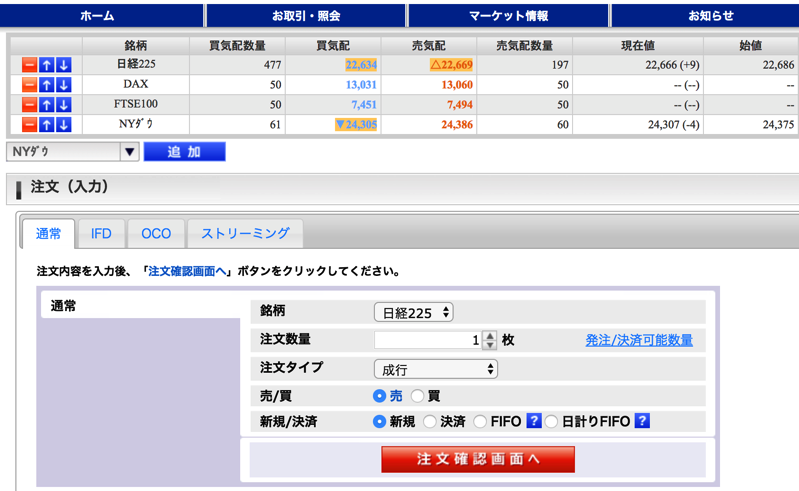 ホーム お取引・照会 マーケット情報 お知らせ
銘柄 買気配数量 買気配 売気配 売気配数量 現在値 始値
日経225 477 22,634 △22,669 197 22,666 (+9) 22,686
DAX 50 13,031 13,060 50 -- (--) --
FTSE100 50 7,451 7,494 50 -- (--) --
NYダウ 61 ▼24,305 24,386 60 24,307 (-4) 24,375
NYダウ ▼ 追 加
注文（入力）
通常 IFD OCO ストリーミング
注文内容を入力後、「注文確認画面へ」ボタンをクリックしてください。
通常
銘柄 日経225
注文数量 1 枚 発注/決済可能数量
注文タイプ 成行
売/買 売 買
新規/決済 新規 決済 FIFO ? 日計りFIFO ?
注文確認画面へ